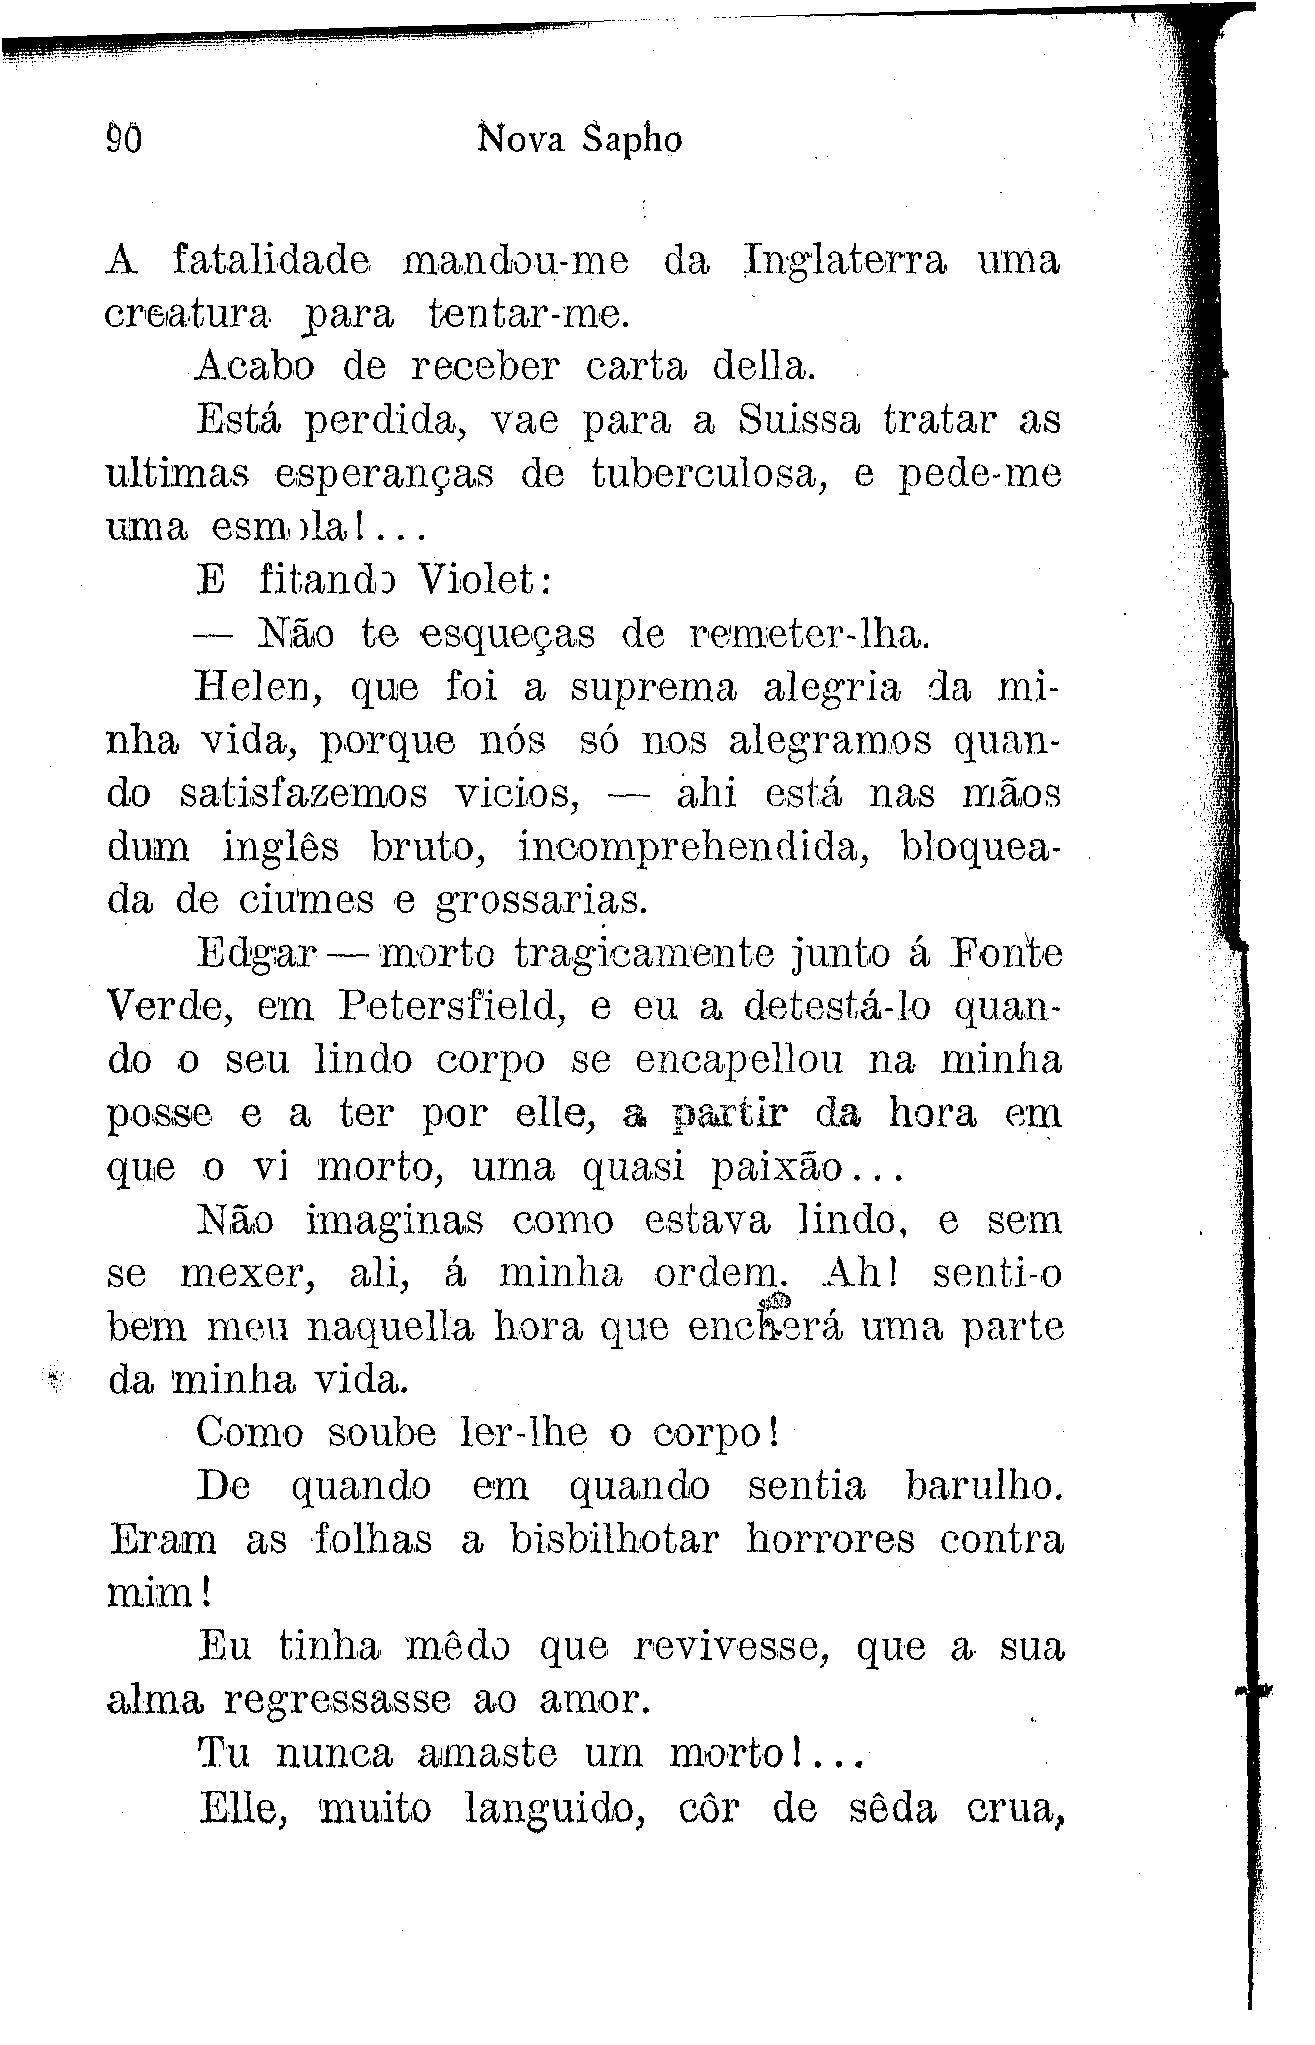 90 Nova Sapho
A fatalidade mandou-me da Inglaterra uma
creatura para tentar-me.
Acabo de receber carta della.
Está perdida, vae para a Suissa tratar as
ultimas esperanças de tuberculosa, e pede-me
uma esmola!...
E fitando Violet:
— Não te esqueças de remeter-lha.
Helen, que foi a suprema alegria da mi-
nha vida, porque nós só nos alegramos quan-
do satisfazemos vicios, — ahi está nas mãos
dum inglês bruto, incomprehendida, bloquea-
da de ciumes e grossarias.
Edgar — morto tragicamente junto á Fonte
Verde, em Petersfield, e eu a detestá-lo quan-
do o seu lindo corpo se encapellou na minha
posse e a ter por elle, a partir da hora em
que o vi morto, uma quasi paixão...
Não imaginas como estava lindo, e sem
se mexer, ali, á minha ordem. Ah! senti-o
bem meu naquella hora que encherá uma parte
da minha vida.
Como soube ler-lhe o corpo!
De quando em quando sentia barulho.
Eram as folhas a bisbilhotar horrores contra
mim!
Eu tinha mêdo que revivesse, que a sua
alma regressasse ao amor.
Tu nunca amaste um morto!...
Elle, muito languido, côr de sêda crua,